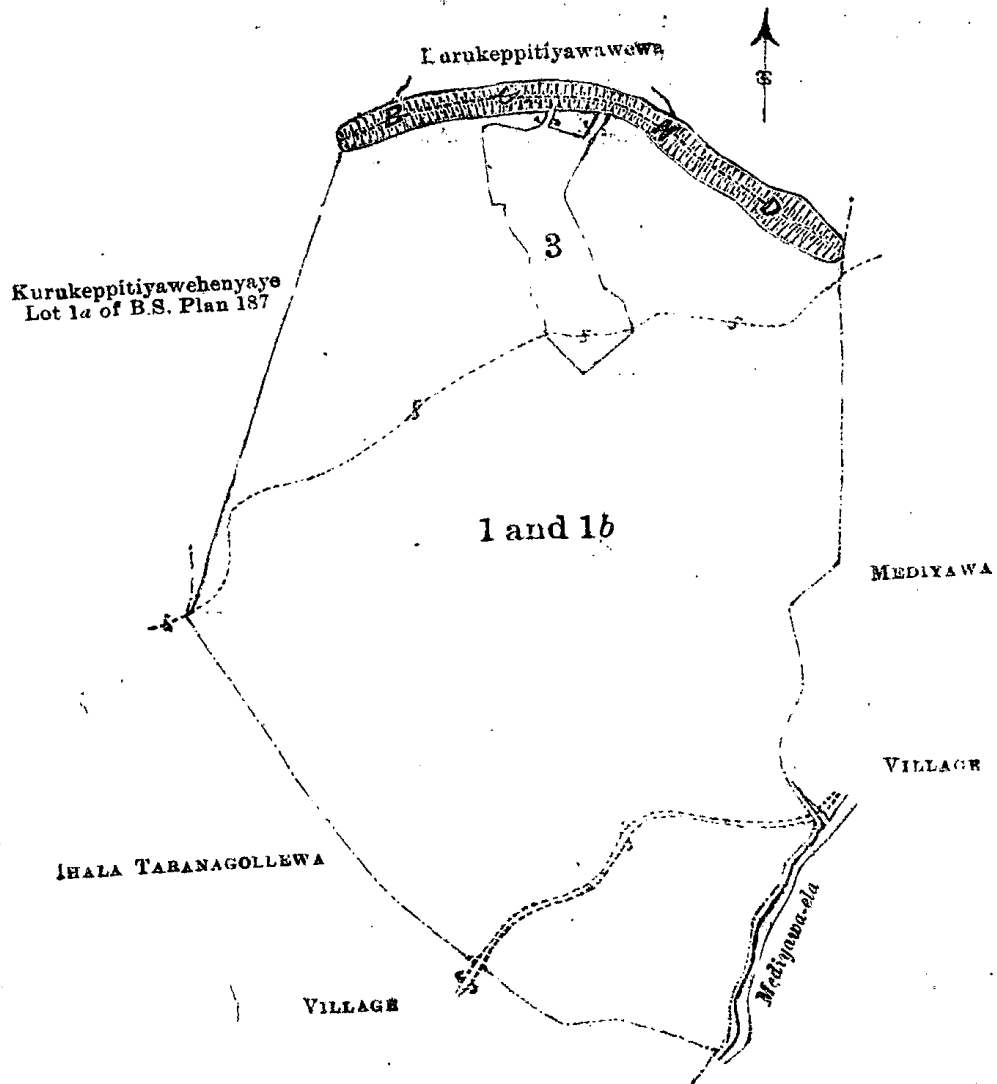 Kurukeppitiyawawewa
B U N D
3
Kurukeppitiyawehenyaye
Lot 1a of B.S. Plan 187
1 and 1b
MEDIYAWA
VILLAGE
IHALA TARANAGOLLEWA
Mediyawa-ela
VILLAGE